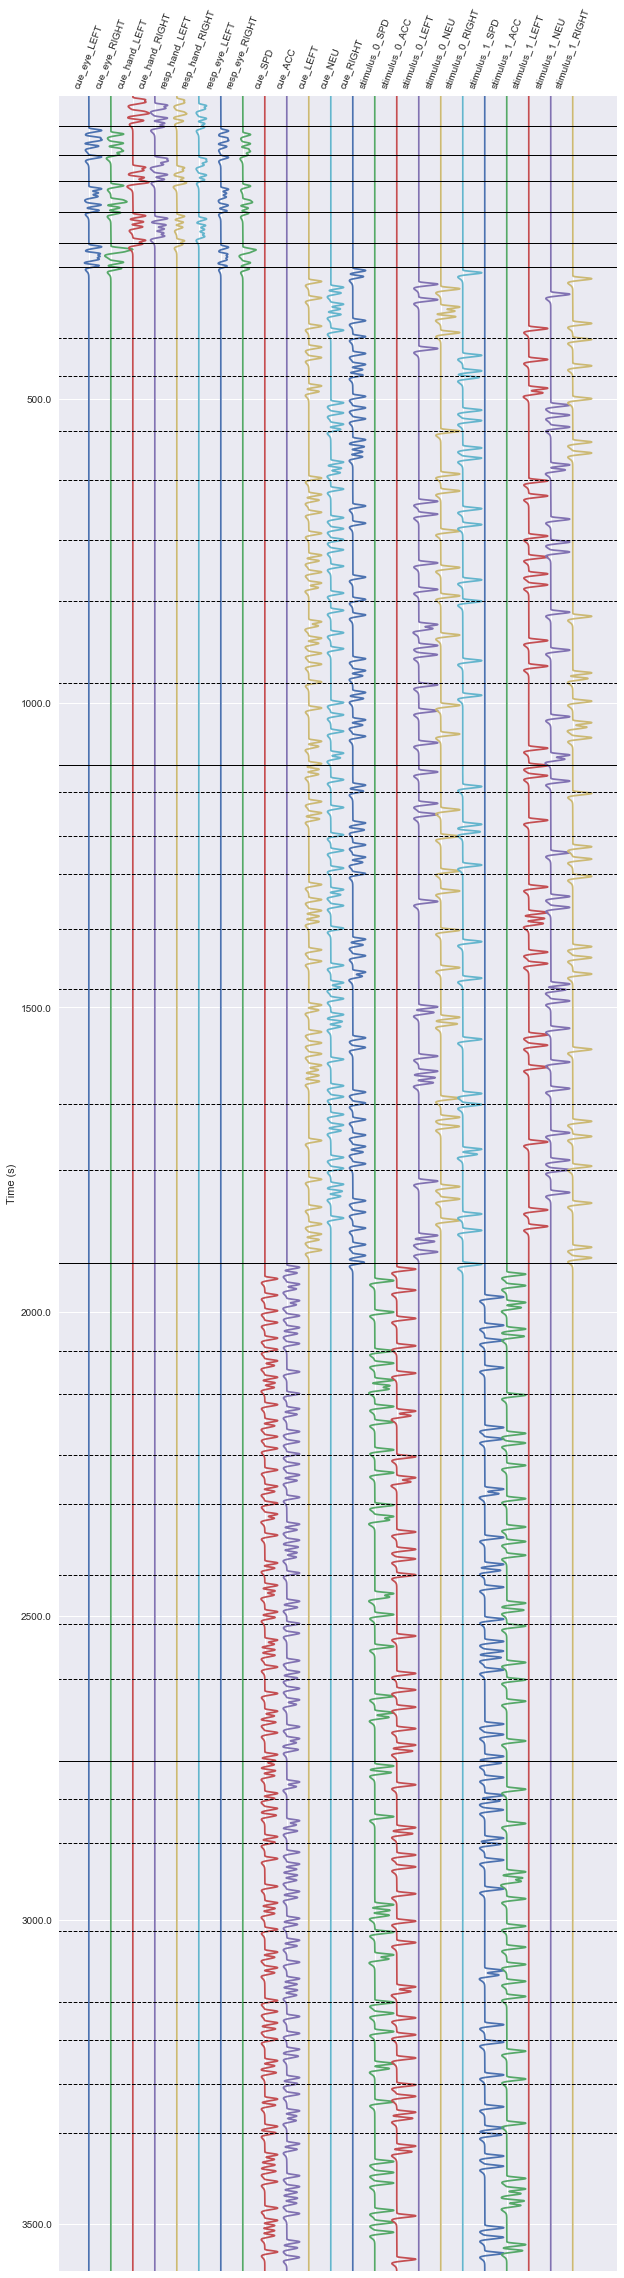 cue_eye_LEFT
cue_eye_RIGHT
cue_hand_LEFT
cue_hand_RIGHT
resp_hand_LEFT
resp_hand_RIGHT
resp_eye_LEFT
resp_eye_RIGHT
cue_SPD
cue_ACC
cue_LEFT
cue_NEU
cue_RIGHT
stimulus_0_SPD
stimulus_0_ACC
stimulus_0_LEFT
stimulus_0_NEU
stimulus_0_RIGHT
stimulus_1_SPD
stimulus_1_ACC
stimulus_1_LEFT
stimulus_1_NEU
stimulus_1_RIGHT
500.0
1000.0
1500.0
Time (s)
2000.0
2500.0
3000.0
3500.0